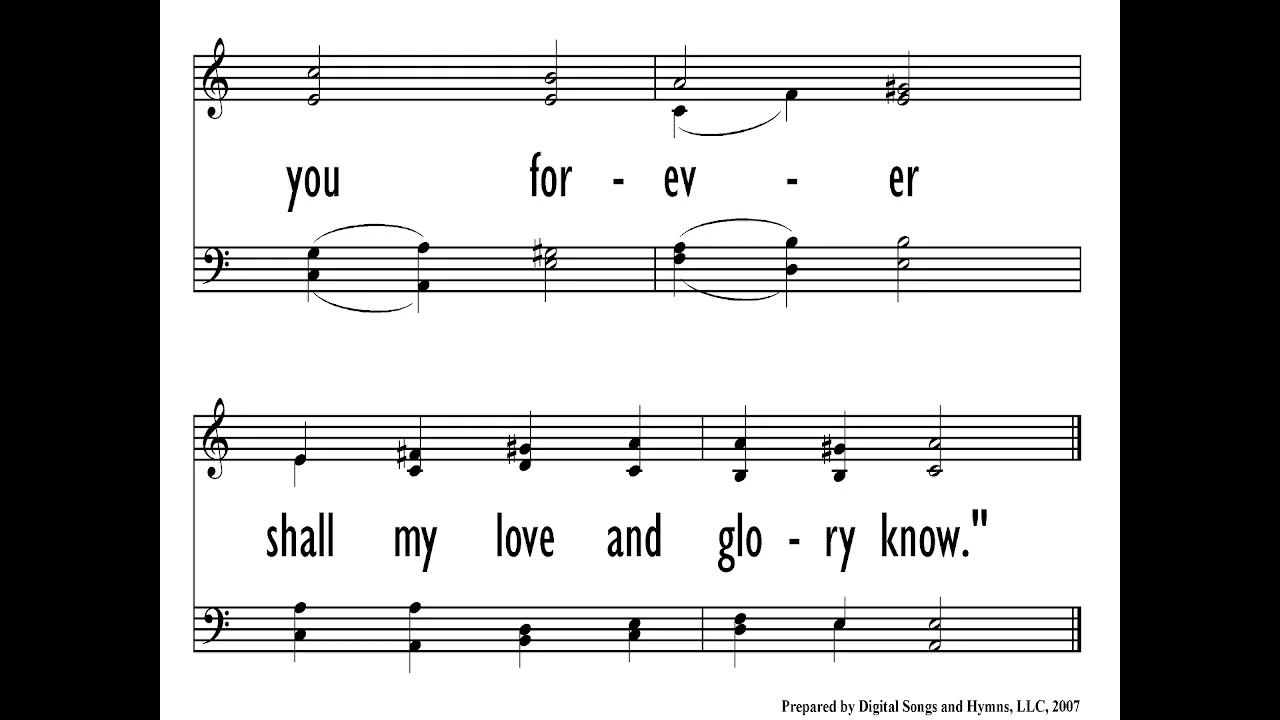 you for - ev - er
shall my love and glo - ry know."
Prepared by Digital Songs and Hymns, LLC, 2007